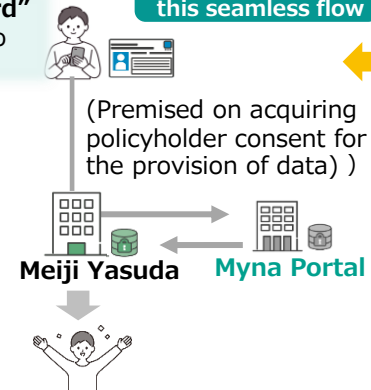 rd”
this seamless flow
(Premised on acquiring
policyholder consent for
the provision of data) ）
Meiji Yasuda
Myna Portal